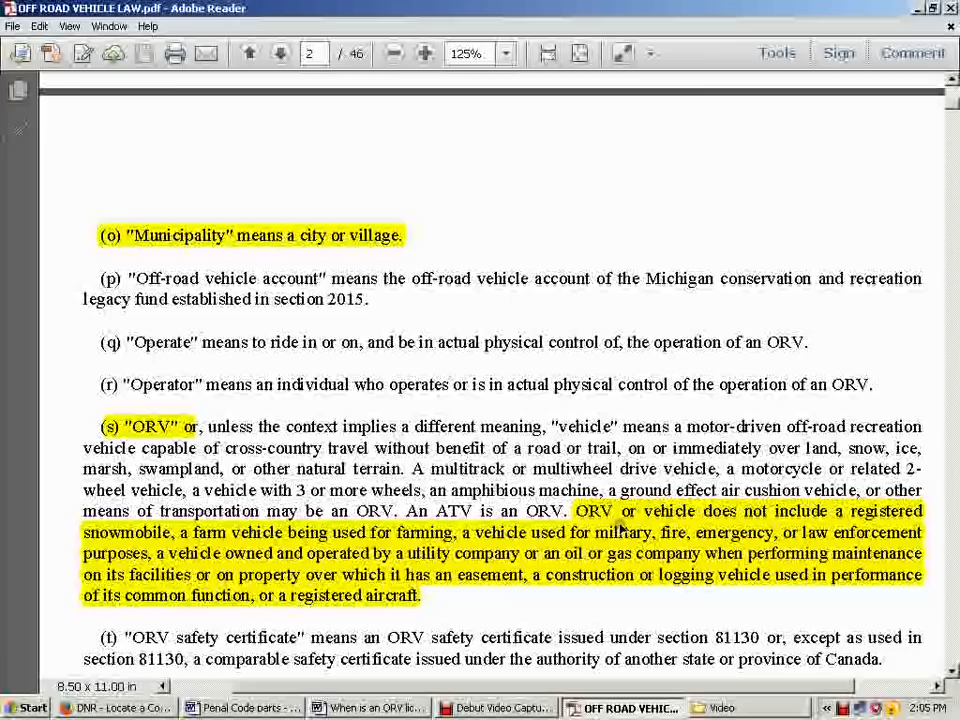 OFF ROAD VEHICLE LAW.pdf - Adobe Reader
File Edit View Window Help
2 / 46 125% Tools Sign Comment
(o) "Municipality" means a city or village.
(p) "Off-road vehicle account" means the off-road vehicle account of the Michigan conservation and recreation
legacy fund established in section 2015.
(q) "Operate" means to ride in or on, and be in actual physical control of, the operation of an ORV.
(r) "Operator" means an individual who operates or is in actual physical control of the operation of an ORV.
(s) "ORV" or, unless the context implies a different meaning, "vehicle" means a motor-driven off-road recreation
vehicle capable of cross-country travel without benefit of a road or trail, on or immediately over land, snow, ice,
marsh, swampland, or other natural terrain. A multitrack or multiwheel drive vehicle, a motorcycle or related 2-
wheel vehicle, a vehicle with 3 or more wheels, an amphibious machine, a ground effect air cushion vehicle, or other
means of transportation may be an ORV. An ATV is an ORV. ORV or vehicle does not include a registered
snowmobile, a farm vehicle being used for farming, a vehicle used for military, fire, emergency, or law enforcement
purposes, a vehicle owned and operated by a utility company or an oil or gas company when performing maintenance
on its facilities or on property over which it has an easement, a construction or logging vehicle used in performance
of its common function, or a registered aircraft.
(t) "ORV safety certificate" means an ORV safety certificate issued under section 81130 or, except as used in
section 81130, a comparable safety certificate issued under the authority of another state or province of Canada.
8.50 x 11.00 in
Start DNR - Locate a Co... Penal Code parts - ... When is an ORV lic... Debut Video Captu... OFF ROAD VEHIC... Video « 2:05 PM